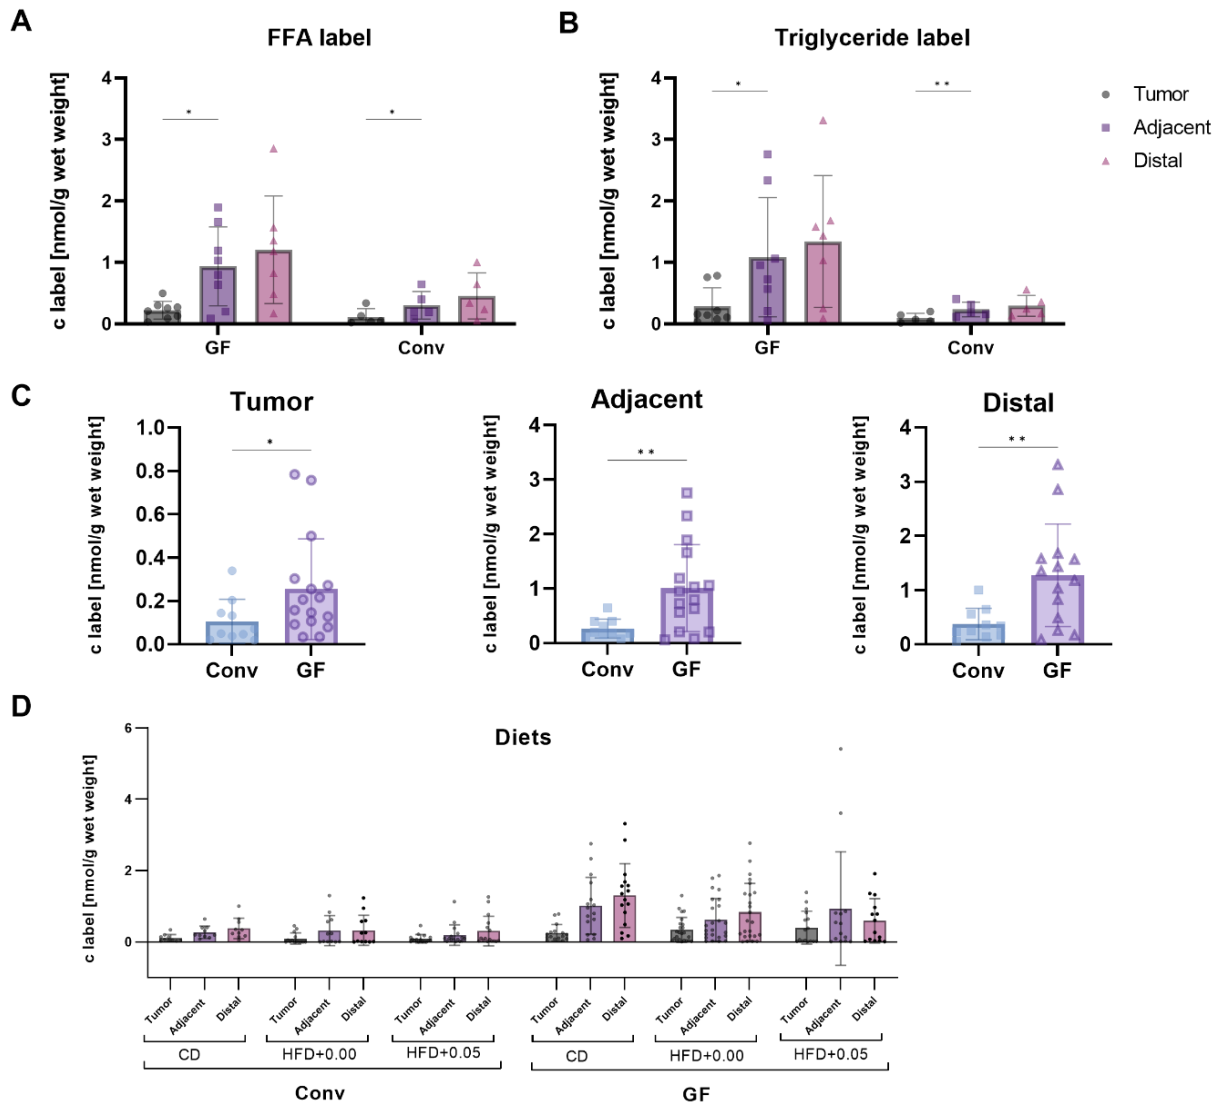 A
FFA label
c label [nmol/g wet weight]
4
3
2
1
0
*
*
GF
Conv
B
Triglyceride label
c label [nmol/g wet weight]
4
3
2
1
0
*
**
GF
Conv
Tumor
Adjacent
Distal
C
Tumor
c label [nmol/g wet weight]
1.0
0.8
0.6
0.4
0.2
0.0
*
Conv
GF
Adjacent
c label [nmol/g wet weight]
4
3
2
1
0
**
Conv
GF
Distal
c label [nmol/g wet weight]
4
3
2
1
0
**
Conv
GF
D
Diets
c label [nmol/g wet weight]
6
4
2
0
Tumor
Adjacent
Distal
Tumor
Adjacent
Distal
Tumor
Adjacent
Distal
Tumor
Adjacent
Distal
Tumor
Adjacent
Distal
Tumor
Adjacent
Distal
CD
HFD+0.00
HFD+0.05
CD
HFD+0.00
HFD+0.05
Conv
GF